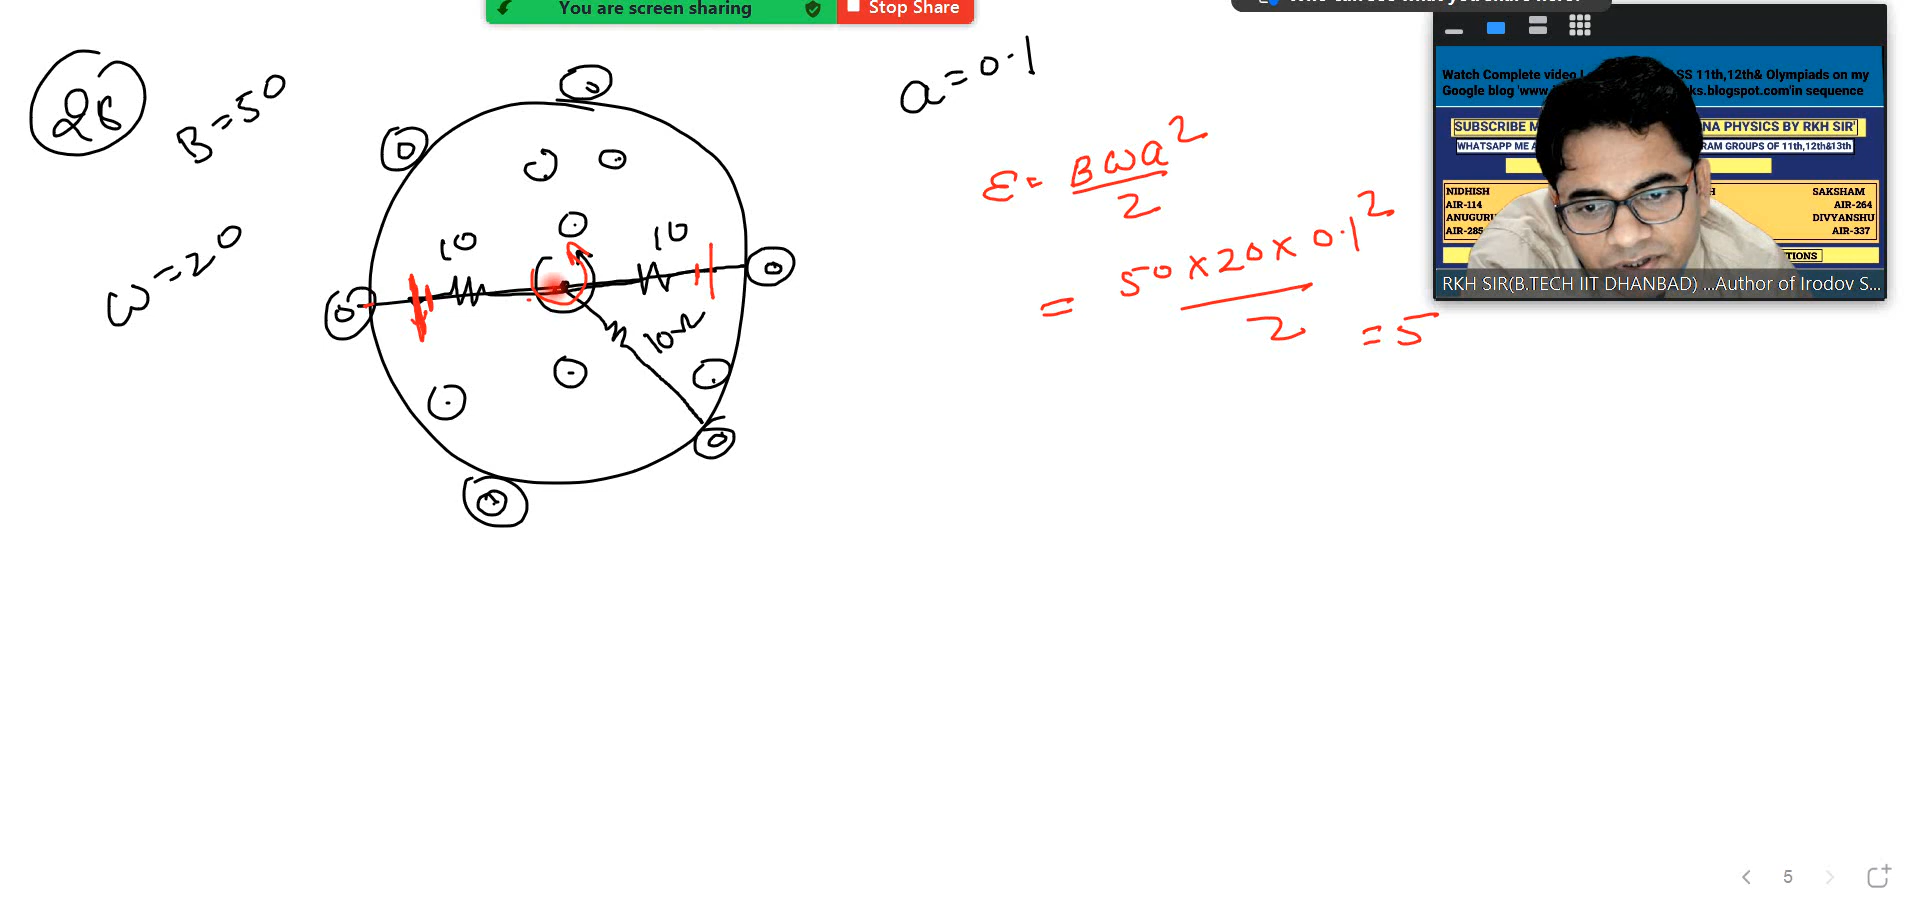 You are screen sharing
Stop Share
26
B=50
ω=20
10
10
10Ω
a=0.1
ε= Bωa²
2
= 50×20×0.1²
2
=5
Watch Complete video
SS 11th,12th& Olympiads on my
Google blog 'www.
ks.blogspot.com'in sequence
SUBSCRIBE M
NA PHYSICS BY RKH SIR'
WHATSAPP ME A
RAM GROUPS OF 11th,12th&13th
NIDHISH
AIR-114
ANUGURU
AIR-285
SAKSHAM
AIR-264
DIVYANSHU
AIR-337
TIONS
RKH SIR(B.TECH IIT DHANBAD) ...Author of Irodov S...
5